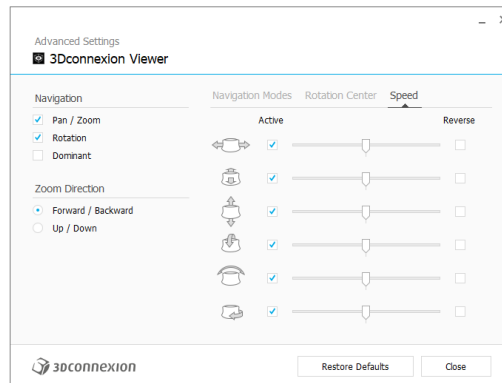 Advanced Settings
3Dconnexion Viewer
Navigation
Pan / Zoom
Rotation
Dominant
Zoom Direction
Forward / Backward
Up / Down
Navigation Modes Rotation Center Speed
Active Reverse
3Dconnexion
Restore Defaults Close